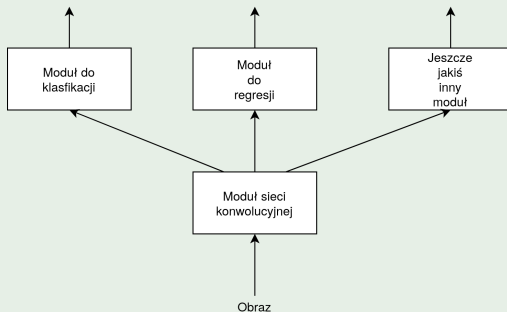 Moduł do
klasfikacji
Moduł
do
regresji
Jeszcze
jakiś
inny
moduł
Moduł sieci
konwolucyjnej
Obraz